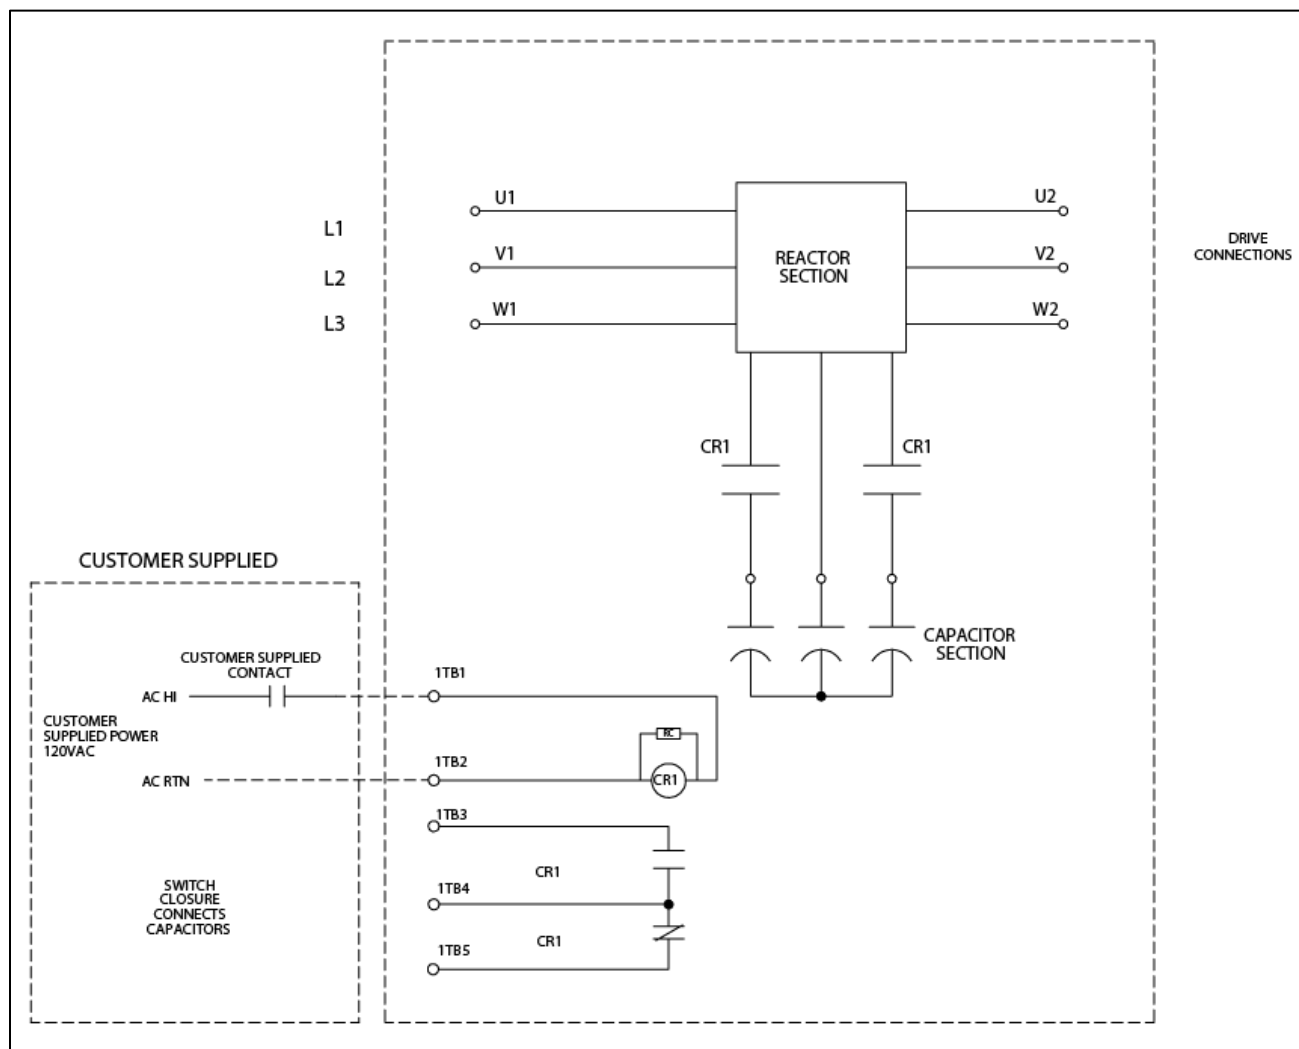 U1
U2
L1
DRIVE
CONNECTIONS
V1
REACTOR
SECTION
V2
L2
W1
W2
L3
CR1
CR1
CUSTOMER SUPPLIED
CAPACITOR
SECTION
CUSTOMER SUPPLIED
CONTACT
1TB1
AC HI
CUSTOMER
SUPPLIED POWER
120VAC
RC
1TB2
AC RTN
CR1
1TB3
CR1
SWITCH
CLOSURE
CONNECTS
CAPACITORS
1TB4
CR1
1TB5